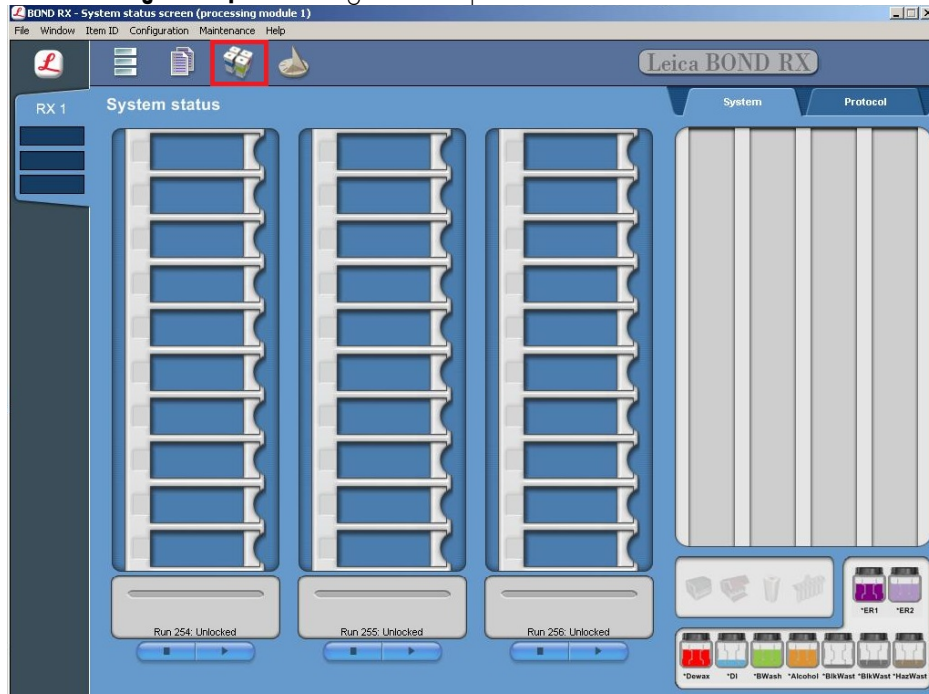 BOND RX - System status screen (processing module 1)
File Window Item ID Configuration Maintenance Help
Leica BOND RX
RX 1
System status
System
Protocol
Run 254: Unlocked
Run 255: Unlocked
Run 256: Unlocked
*ER1 *ER2
*Dewax *DI *BWash *Alcohol *BlkWast *BlkWast *HazWast